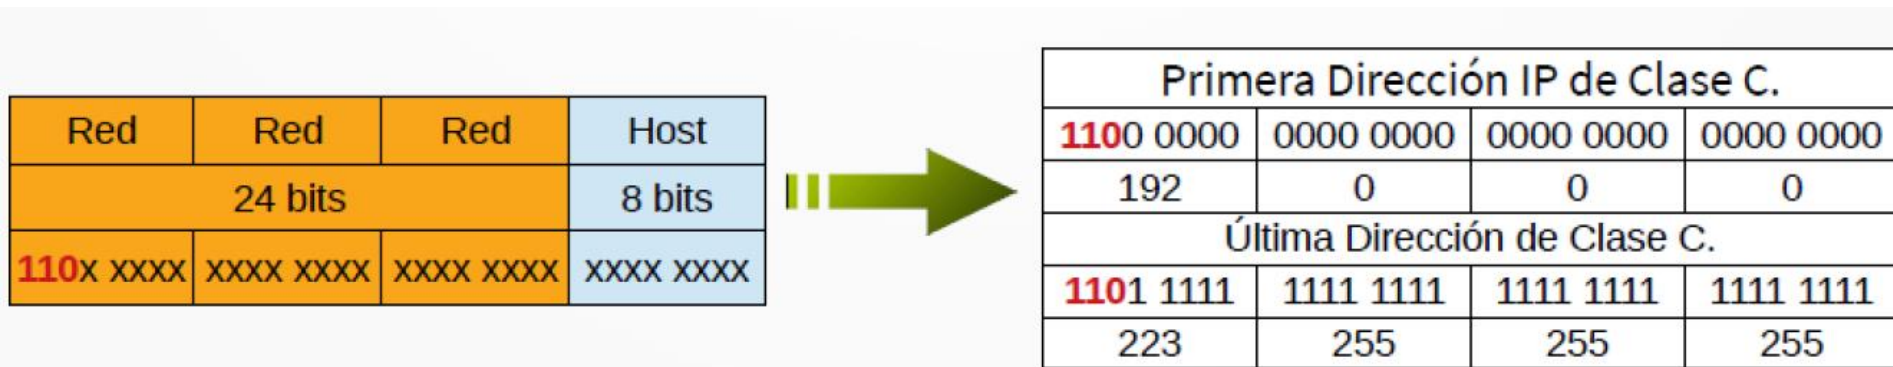 Red Red Red Host
24 bits 8 bits
110x xxxx xxxx xxxx xxxx xxxx xxxx xxxx
Primera Dirección IP de Clase C.
1100 0000 0000 0000 0000 0000 0000 0000
192 0 0 0
Última Dirección de Clase C.
1101 1111 1111 1111 1111 1111 1111 1111
223 255 255 255